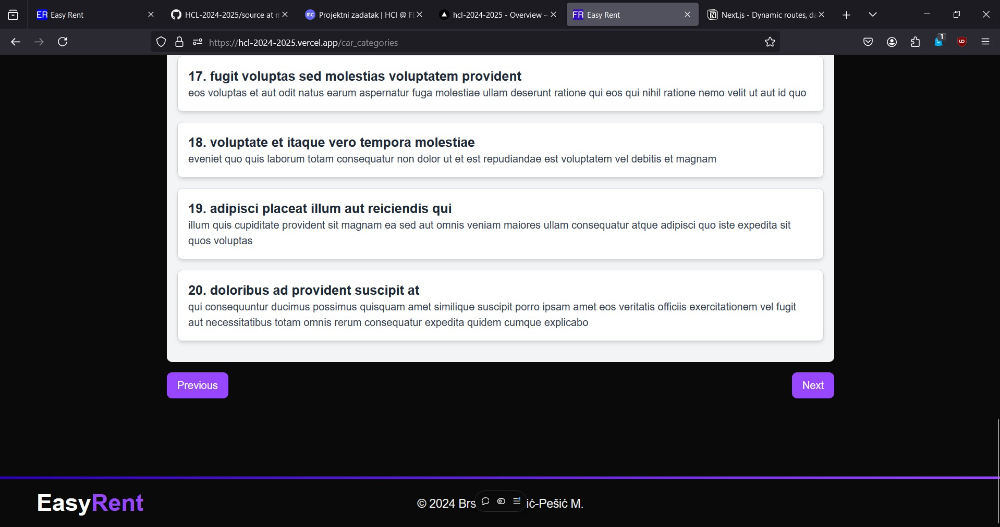 ER Easy Rent
HCL-2024-2025/source at
mc Projektni zadatak | HCI @
hcl-2024-2025 - Overview -
FR Easy Rent
Next.js - Dynamic routes,
https://hcl-2024-2025.vercel.app/car_categories
1
UO
17. fugit voluptas sed molestias voluptatem provident
eos voluptas et aut odit natus earum aspernatur fuga molestiae ullam deserunt ratione qui eos qui nihil ratione nemo velit ut aut id quo
18. voluptate et itaque vero tempora molestiae
eveniet quo quis laborum totam consequatur non dolor ut et est repudiandae est voluptatem vel debitis et magnam
19. adipisci placeat illum aut reiciendis qui
illum quis cupiditate provident sit magnam ea sed aut omnis veniam maiores ullam consequatur atque adipisci quo iste expedita sit
quos voluptas
20. doloribus ad provident suscipit at
qui consequuntur ducimus possimus quisquam amet similique suscipit porro ipsam amet eos veritatis officiis exercitationem vel fugit
aut necessitatibus totam omnis rerum consequatur expedita quidem cumque explicabo
Previous
Next
EasyRent
© 2024 Brs ić-Pešić M.